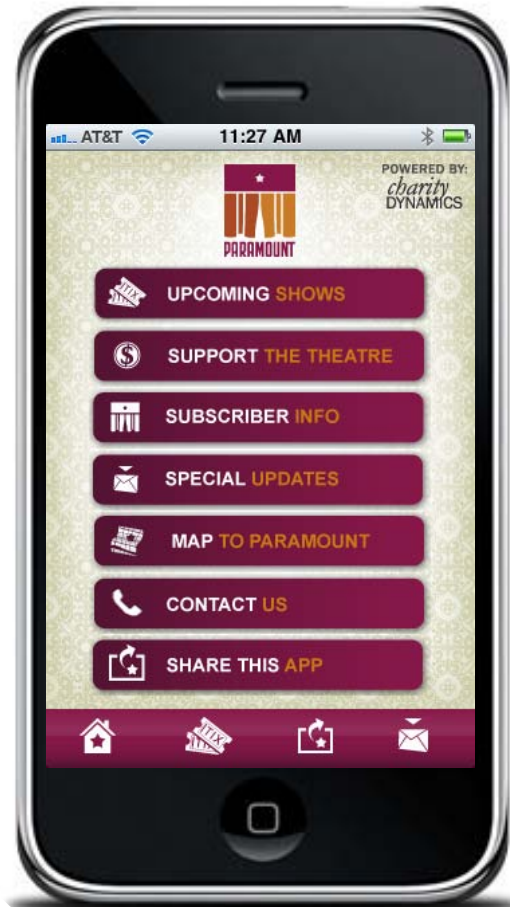 AT&T 11:27 AM
POWERED BY:
charity
DYNAMICS
PARAMOUNT
UPCOMING SHOWS
SUPPORT THE THEATRE
SUBSCRIBER INFO
SPECIAL UPDATES
MAP TO PARAMOUNT
CONTACT US
SHARE THIS APP